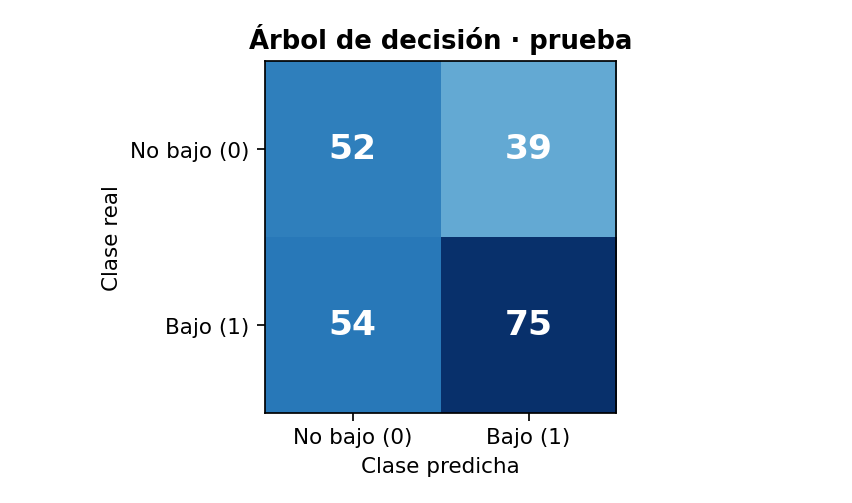 Árbol de decisión · prueba
No bajo (0)
52
39
Clase real
Bajo (1)
54
75
No bajo (0)
Bajo (1)
Clase predicha